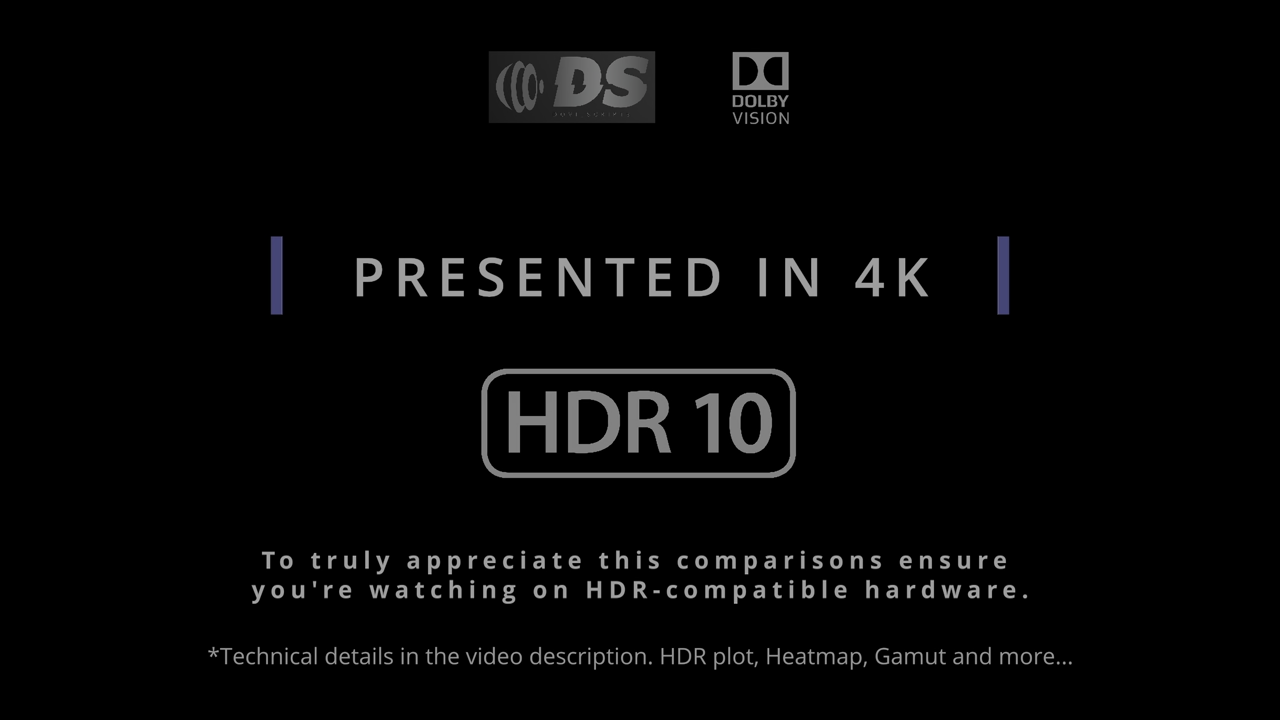 DS
DOLBY
VISION
PRESENTED IN 4K
HDR 10
To truly appreciate this comparisons ensure
you're watching on HDR-compatible hardware.
*Technical details in the video description. HDR plot, Heatmap, Gamut and more...